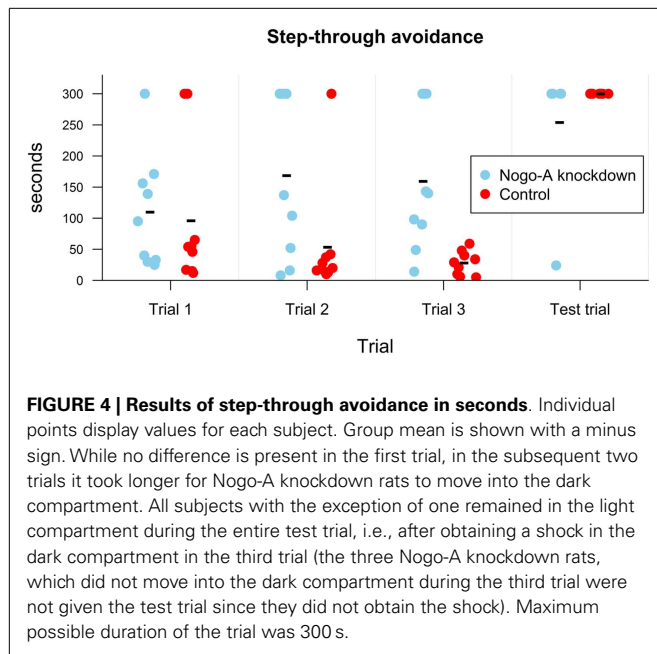 Step-through avoidance
seconds
300
250
200
150
100
50
0
Nogo-A knockdown
Control
Trial 1 Trial 2 Trial 3 Test trial
Trial
FIGURE 4 | Results of step-through avoidance in seconds. Individual
points display values for each subject. Group mean is shown with a minus
sign. While no difference is present in the first trial, in the subsequent two
trials it took longer for Nogo-A knockdown rats to move into the dark
compartment. All subjects with the exception of one remained in the light
compartment during the entire test trial, i.e., after obtaining a shock in the
dark compartment in the third trial (the three Nogo-A knockdown rats,
which did not move into the dark compartment during the third trial were
not given the test trial since they did not obtain the shock). Maximum
possible duration of the trial was 300 s.